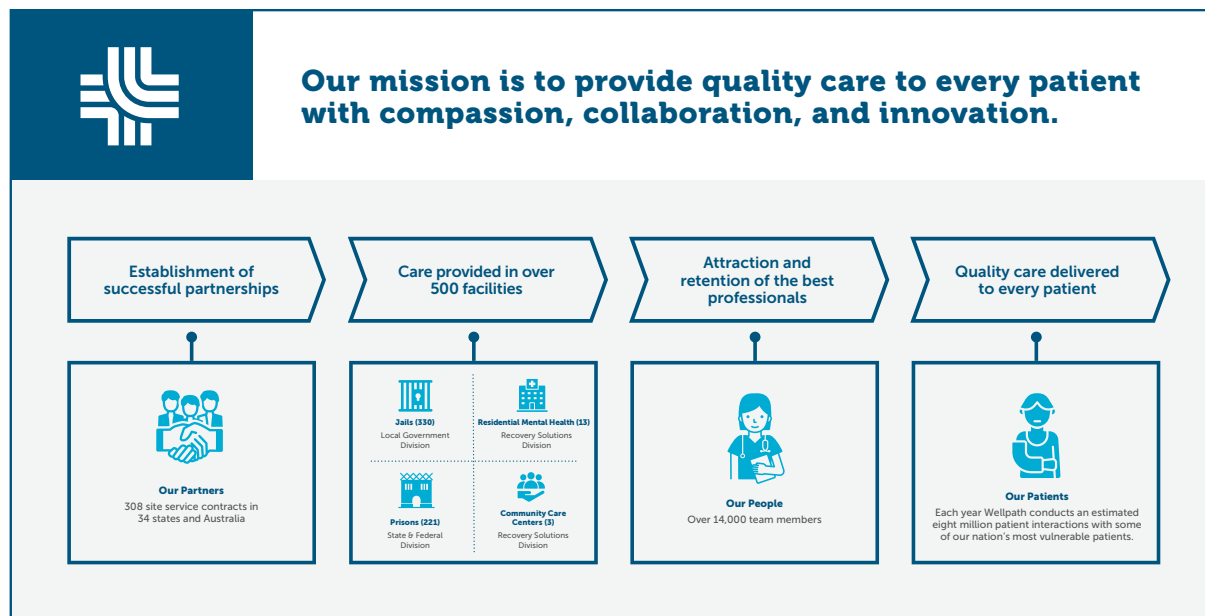 Our mission is to provide quality care to every patient
with compassion, collaboration, and innovation.
Establishment of
successful partnerships
Care provided in over
500 facilities
Attraction and
retention of the best
professionals
Quality care delivered
to every patient
Our Partners
308 site service contracts in
34 states and Australia
Jails (330)
Local Government
Division
Residential Mental Health (13)
Recovery Solutions
Division
Prisons (221)
State & Federal
Division
Community Care
Centers (3)
Recovery Solutions
Division
Our People
Over 14,000 team members
Our Patients
Each year Wellpath conducts an estimated
eight million patient interactions with some
of our nation's most vulnerable patients.